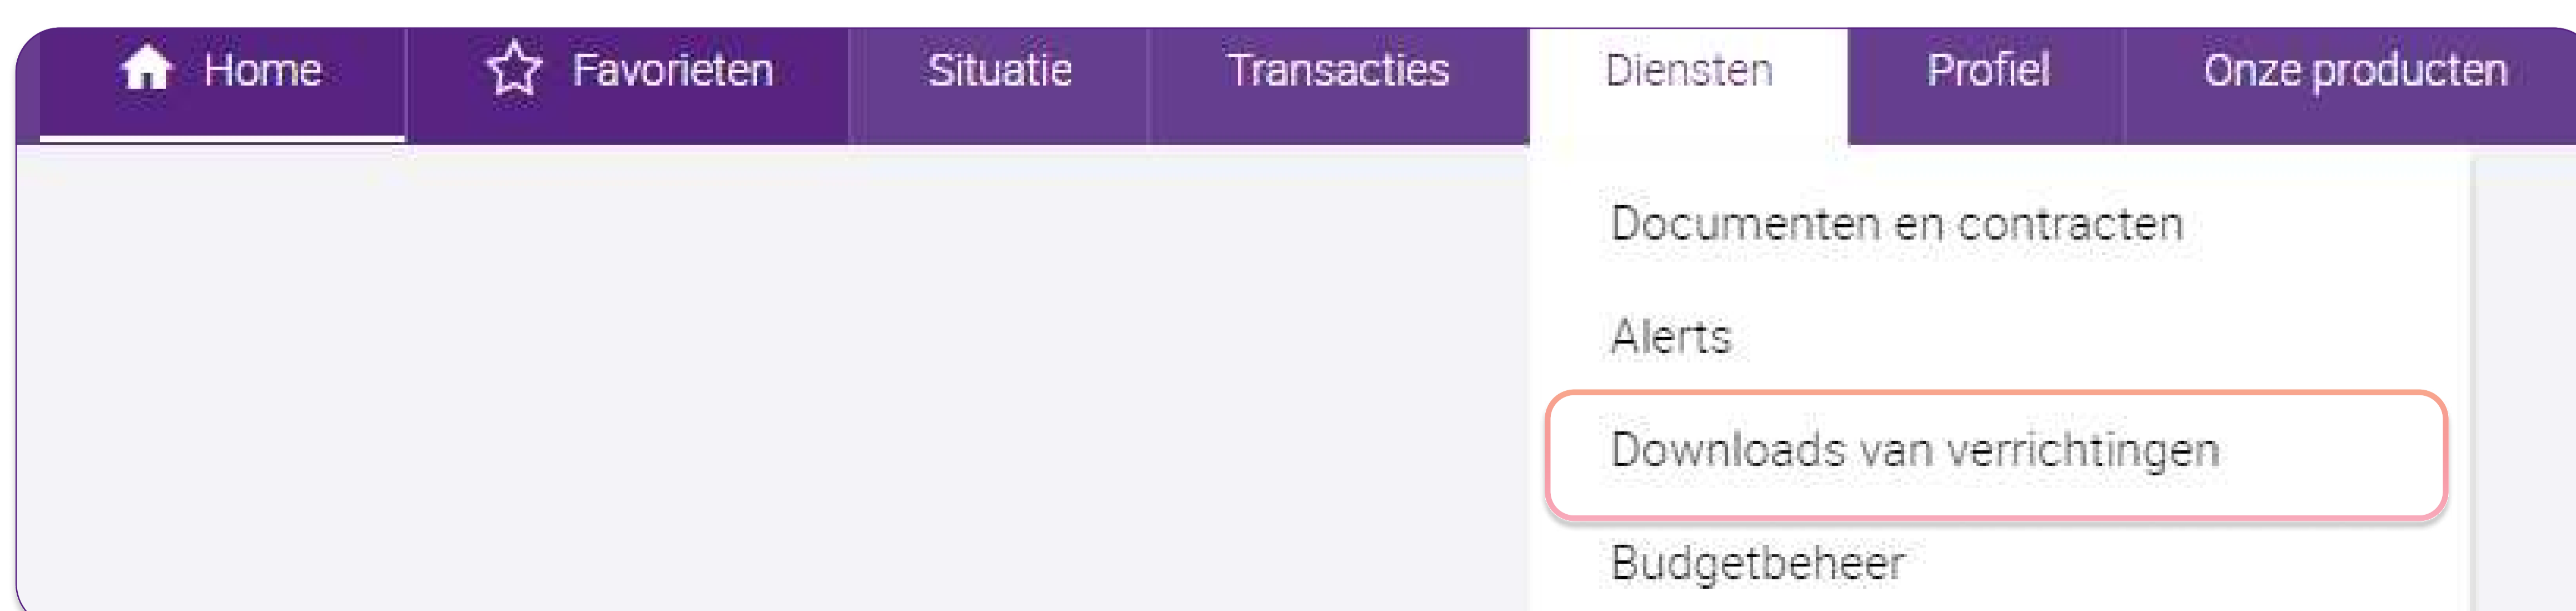 Home Favorieten Situatie Transacties Diensten Profiel Onze producten
Documenten en contracten
Alerts
Downloads van verrichtingen
Budgetbeheer